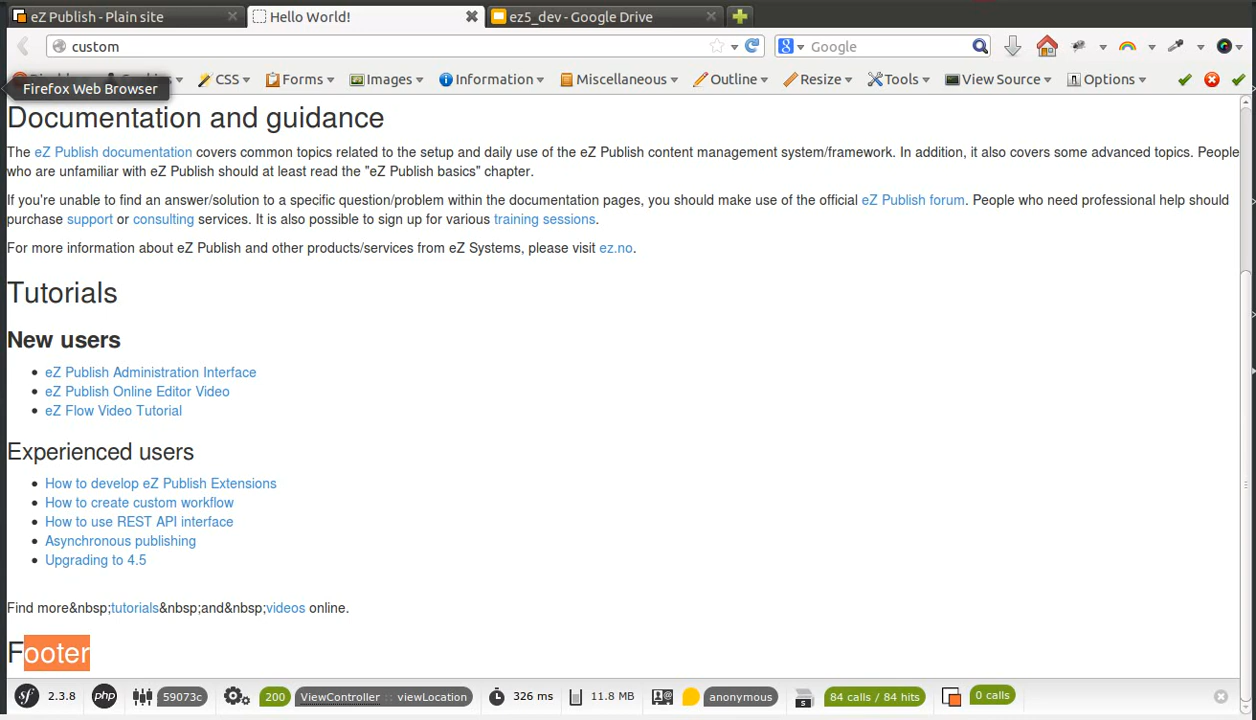 eZ Publish - Plain site
Hello World!
ez5_dev - Google Drive
custom
Google
CSS
Forms
Images
Information
Miscellaneous
Outline
Resize
Tools
View Source
Options
Firefox Web Browser
Documentation and guidance
The eZ Publish documentation covers common topics related to the setup and daily use of the eZ Publish content management system/framework. In addition, it also covers some advanced topics. People
who are unfamiliar with eZ Publish should at least read the "eZ Publish basics" chapter.
If you're unable to find an answer/solution to a specific question/problem within the documentation pages, you should make use of the official eZ Publish forum. People who need professional help should
purchase support or consulting services. It is also possible to sign up for various training sessions.
For more information about eZ Publish and other products/services from eZ Systems, please visit ez.no.
Tutorials
New users
eZ Publish Administration Interface
eZ Publish Online Editor Video
eZ Flow Video Tutorial
Experienced users
How to develop eZ Publish Extensions
How to create custom workflow
How to use REST API interface
Asynchronous publishing
Upgrading to 4.5
Find more&nbsp;tutorials&nbsp;and&nbsp;videos online.
Footer
sf 2.3.8 php 59073c 200 ViewController :: viewLocation 326 ms 11.8 MB anonymous 84 calls / 84 hits 0 calls